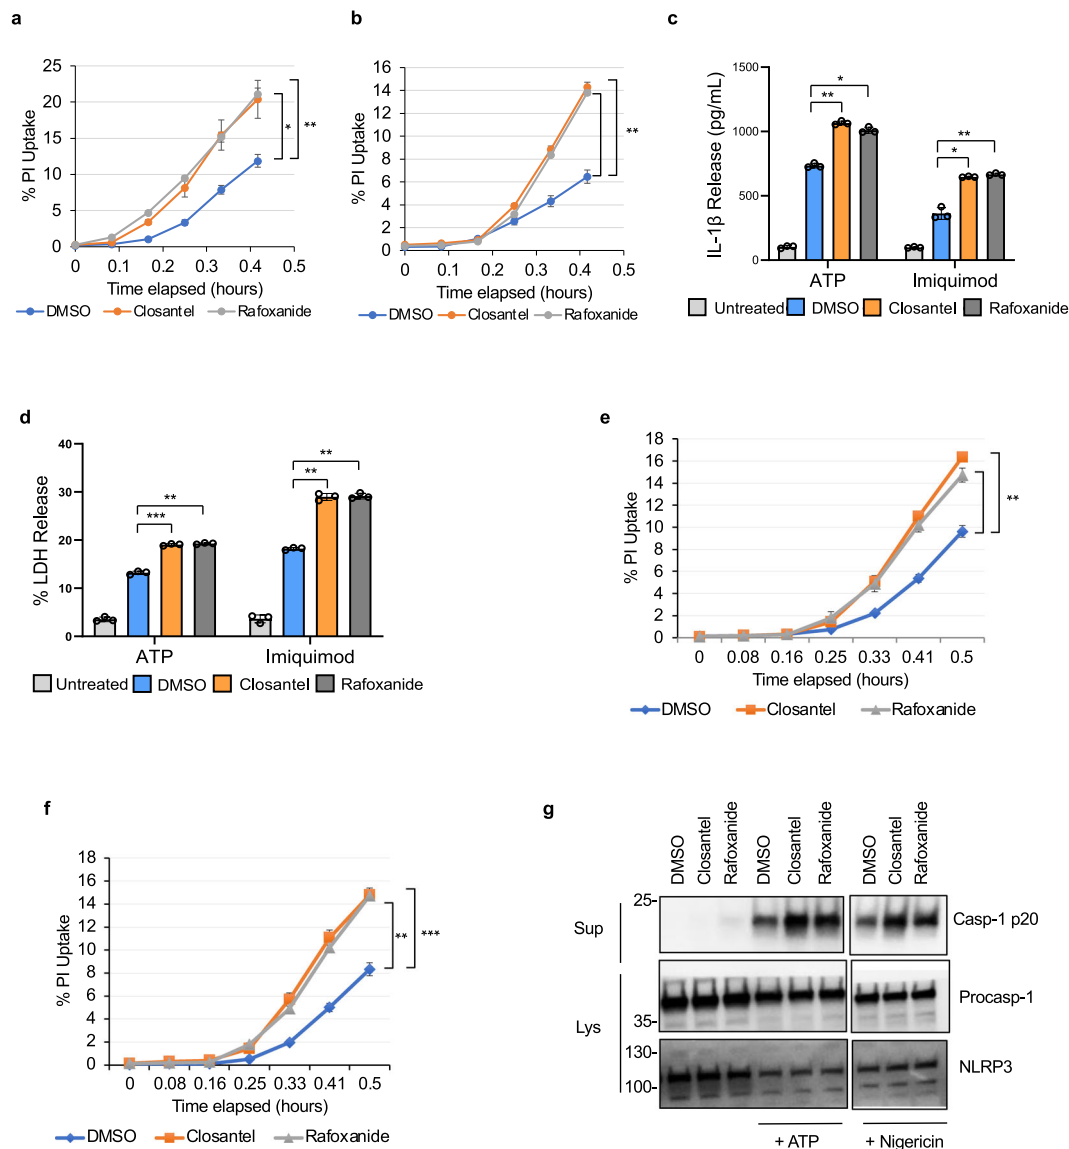 a
25
20
15
10
5
0
% PI Uptake
0 0.1 0.2 0.3 0.4 0.5
Time elapsed (hours)
DMSO Closantel Rafoxanide
*
**
b
16
14
12
10
8
6
4
2
0
% PI Uptake
0 0.1 0.2 0.3 0.4 0.5
Time elapsed (hours)
DMSO Closantel Rafoxanide
**
c
1500
1000
500
0
IL-1β Release (pg/mL)
*
**
**
*
ATP Imiquimod
Untreated DMSO Closantel Rafoxanide
d
40
30
20
10
0
% LDH Release
**
***
**
**
ATP Imiquimod
Untreated DMSO Closantel Rafoxanide
e
18
16
14
12
10
8
6
4
2
0
% PI Uptake
0 0.08 0.16 0.25 0.33 0.41 0.5
Time elapsed (hours)
DMSO Closantel Rafoxanide
**
f
18
16
14
12
10
8
6
4
2
0
% PI Uptake
0 0.08 0.16 0.25 0.33 0.41 0.5
Time elapsed (hours)
DMSO Closantel Rafoxanide
**
***
g
DMSO
Closantel
Rafoxanide
DMSO
Closantel
Rafoxanide
DMSO
Closantel
Rafoxanide
25-
Sup
Casp-1 p20
Procasp-1
35-
Lys
130-
NLRP3
100-
+ ATP + Nigericin